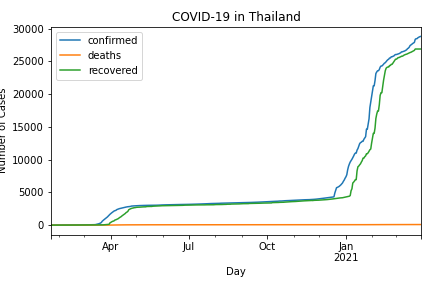 COVID-19 in Thailand
30000
25000
20000
15000
10000
5000
0
Number of Cases
confirmed
deaths
recovered
Apr
Jul
Oct
Jan
2021
Day